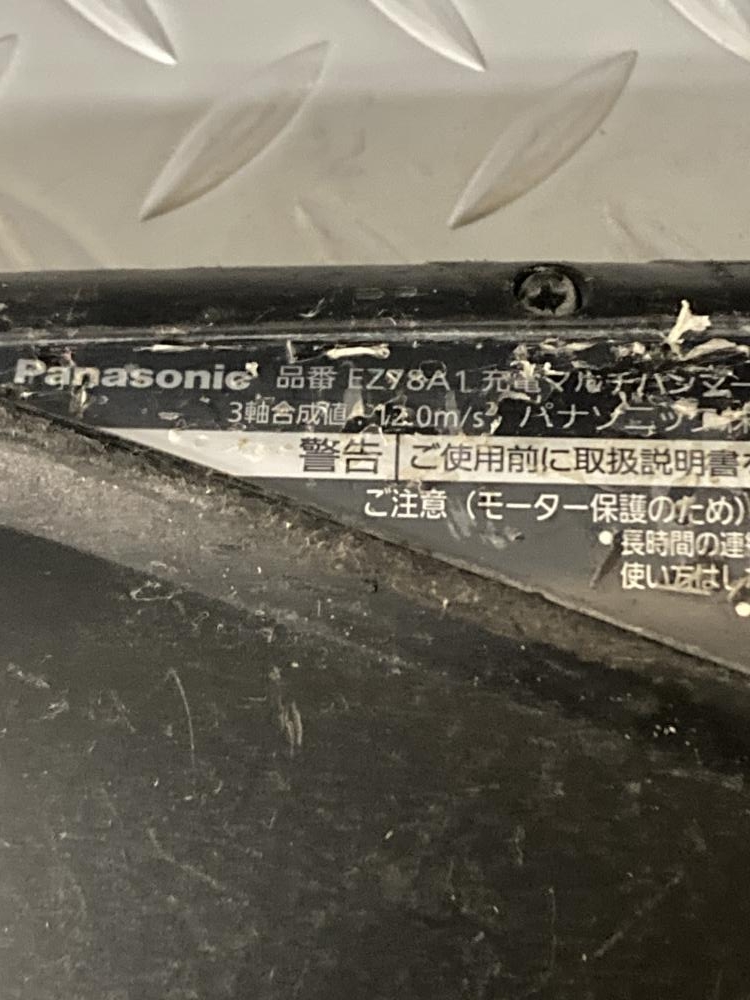 Panasonic 品番 EZ78A1 充電マルチハンマー
3軸合成値 12.0m/s², パナソニック株
警告 ご使用前に取扱説明書を
ご注意（モーター保護のため）
●長時間の連続
使い方はし
●